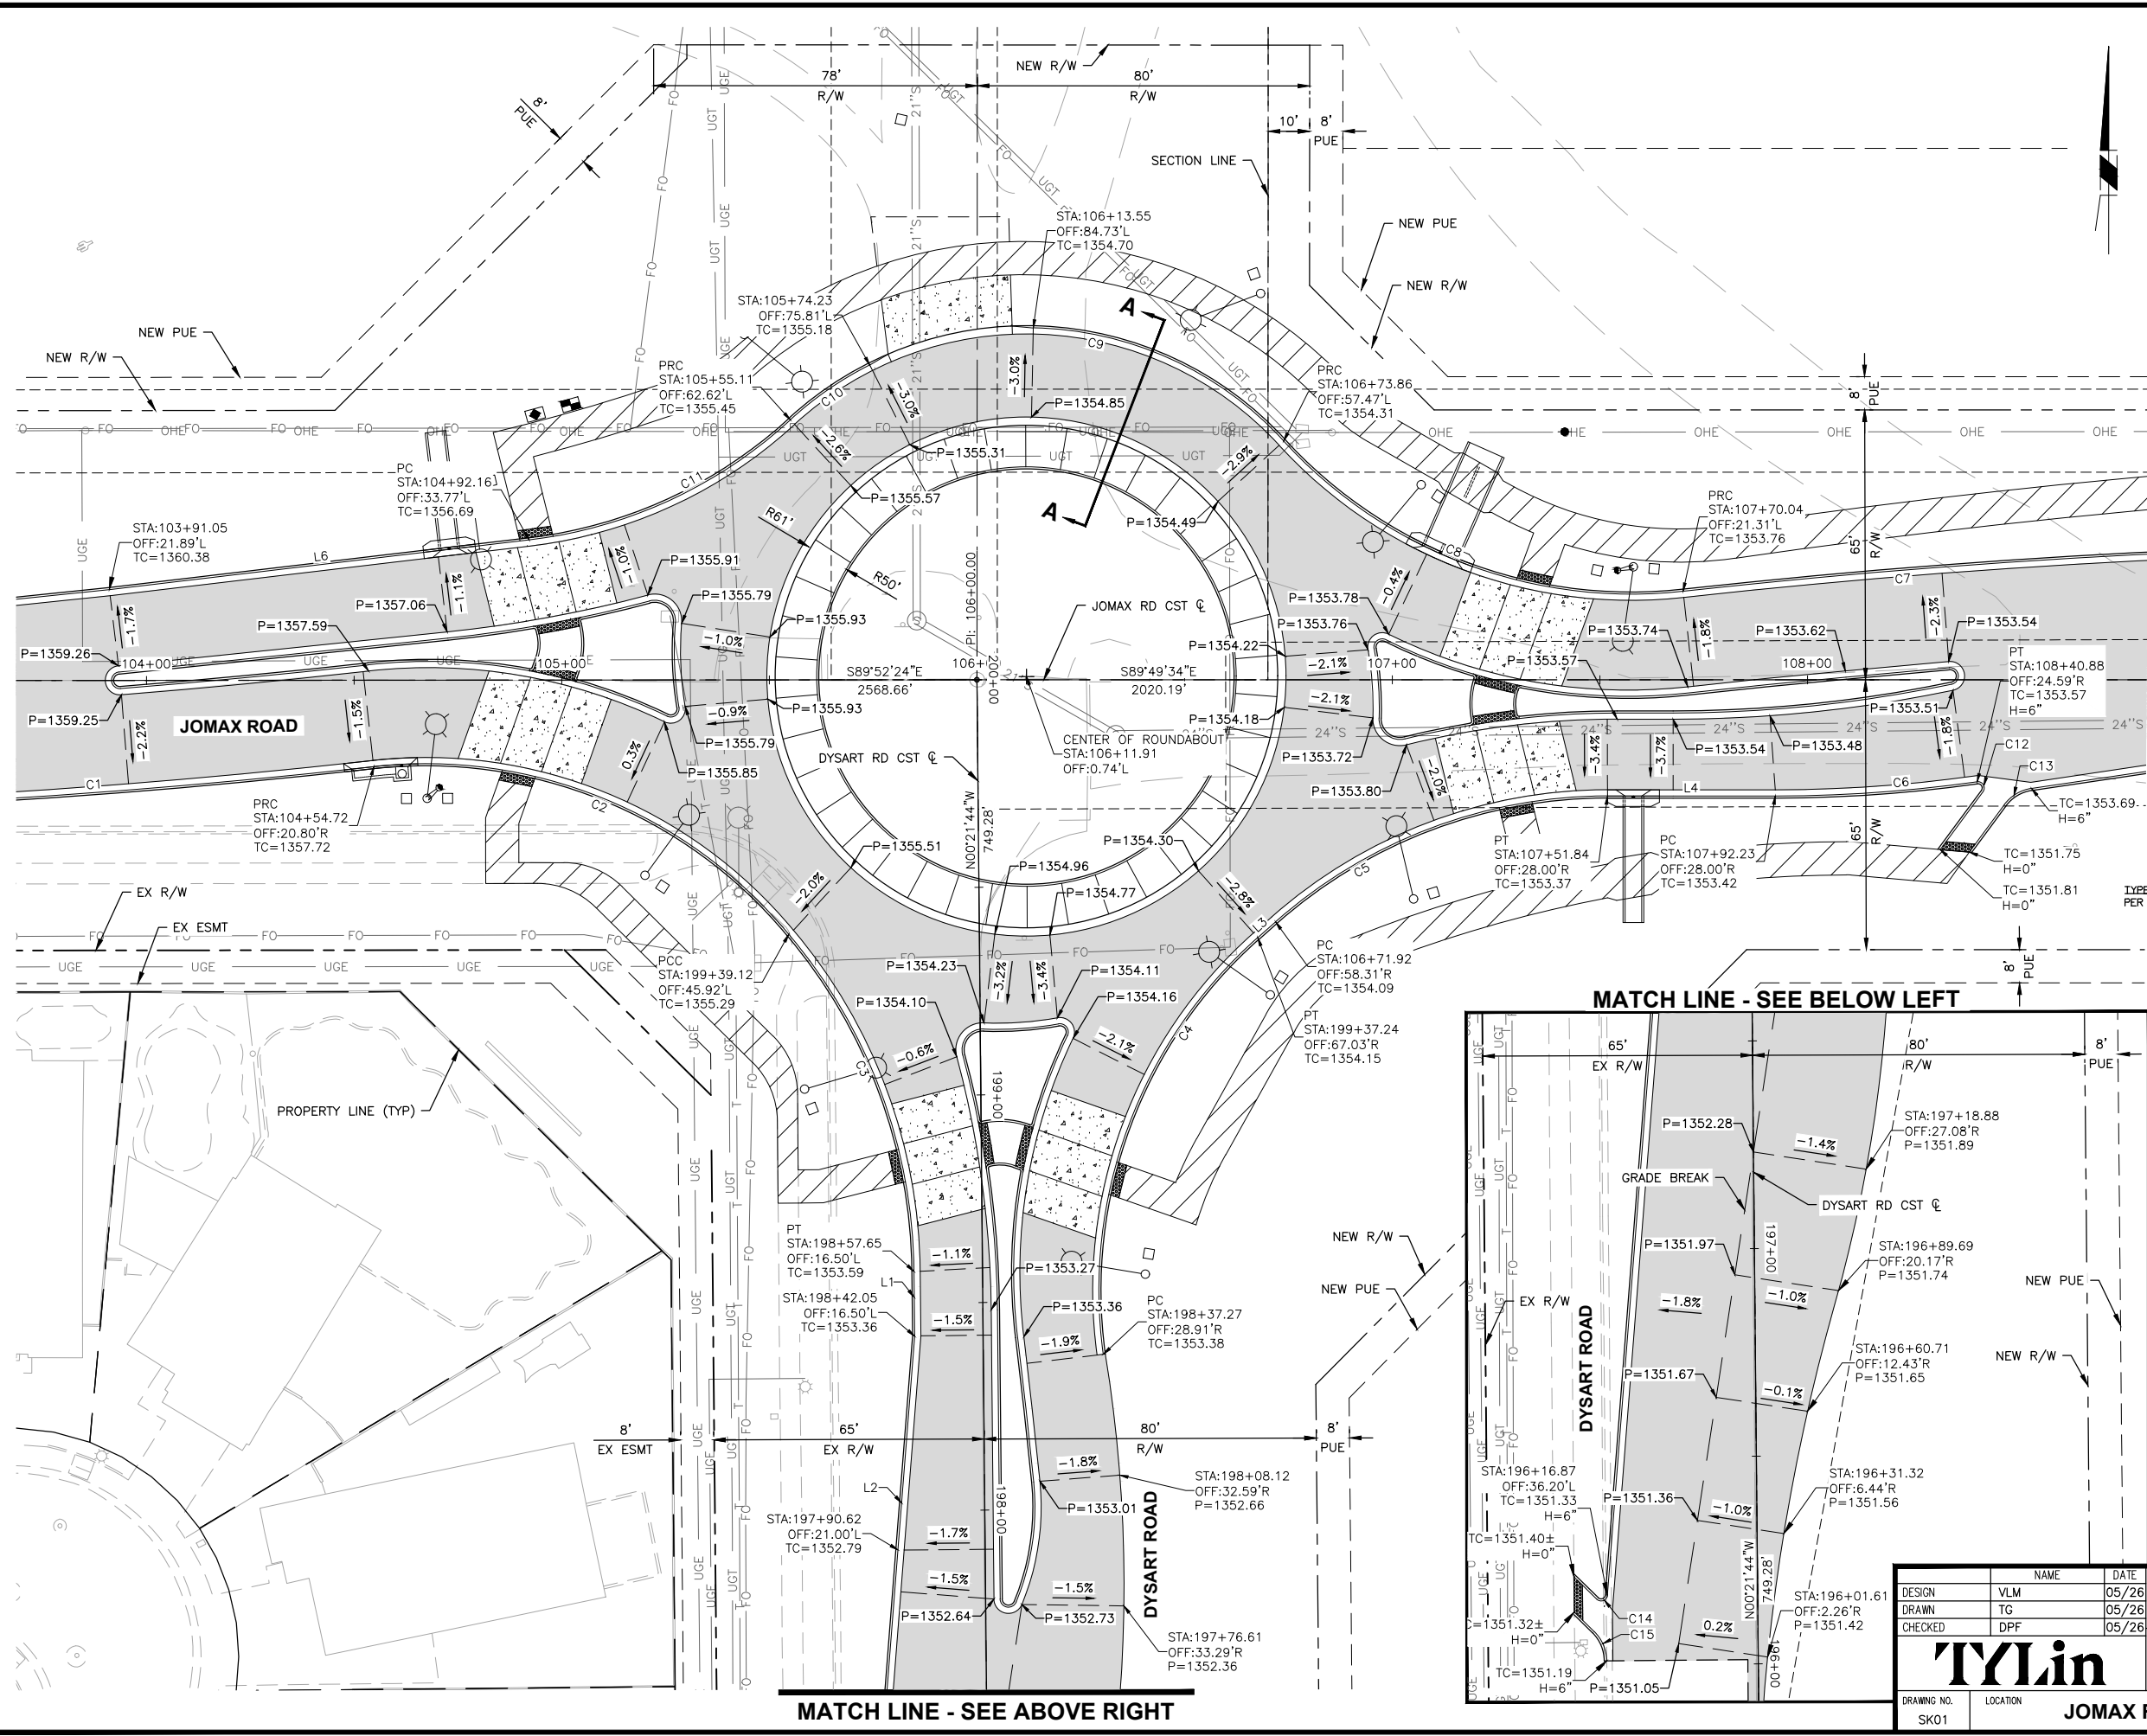 78'
R/W
NEW R/W
80'
R/W
8'
PUE
10'
8'
PUE
SECTION LINE
NEW PUE
NEW R/W
STA:106+13.55
OFF:84.73'L
TC=1354.70
NEW PUE
NEW R/W
STA:105+74.23
OFF:75.81'L
TC=1355.18
A
A
C9
C10
C11
PRC
STA:105+55.11
OFF:62.62'L
TC=1355.45
PRC
STA:106+73.86
OFF:57.47'L
TC=1354.31
-3.0%
-3.0%
-2.6%
-2.9%
P=1354.85
P=1355.31
P=1355.57
P=1354.49
8'
PUE
65'
R/W
PC
STA:104+92.16
OFF:33.77'L
TC=1356.69
STA:103+91.05
OFF:21.89'L
TC=1360.38
L6
R61'
R50'
PRC
STA:107+70.04
OFF:21.31'L
TC=1353.76
C8
C7
-1.7%
-1.1%
-1.0%
-0.4%
-1.8%
-2.3%
P=1357.06
P=1357.59
P=1359.26
P=1359.25
P=1355.91
P=1355.79
P=1355.93
-1.0%
104+00
105+00
PI: 106+00.00
JOMAX RD CST ℄
P=1353.78
P=1353.76
P=1354.22
P=1353.74
P=1353.62
P=1353.54
P=1353.57
-2.1%
107+00
108+00
PT
STA:108+40.88
OFF:24.59'R
TC=1353.57
H=6"
S89°52'24"E
2568.66'
S89°49'34"E
2020.19'
JOMAX ROAD
-2.2%
-1.5%
-0.9%
P=1355.93
P=1355.79
P=1355.85
0.3%
DYSART RD CST ℄
CENTER OF ROUNDABOUT
STA:106+11.91
OFF:0.74'L
P=1354.18
P=1353.72
P=1353.80
-2.1%
-2.0%
-3.4%
-3.7%
-1.8%
P=1353.54
P=1353.48
P=1353.51
24"S
C12
C13
C6
L4
C1
C2
PRC
STA:104+54.72
OFF:20.80'R
TC=1357.72
N00°21'44"W
749.28'
P=1355.51
P=1354.96
P=1354.77
P=1354.30
-2.0%
-2.8%
C5
L3
PT
STA:107+51.84
OFF:28.00'R
TC=1353.37
PC
STA:107+92.23
OFF:28.00'R
TC=1353.42
65'
R/W
TC=1353.69
H=6"
TC=1351.75
H=0"
TC=1351.81
H=0"
TYPE
PER
EX R/W
EX ESMT
PCC
STA:199+39.12
OFF:45.92'L
TC=1355.29
P=1354.23
P=1354.10
P=1354.11
P=1354.16
-3.2%
-3.4%
-0.6%
-2.1%
PC
STA:106+71.92
OFF:58.31'R
TC=1354.09
PT
STA:199+37.24
OFF:67.03'R
TC=1354.15
C3
C4
8'
PUE
PROPERTY LINE (TYP)
199+00
PT
STA:198+57.65
OFF:16.50'L
TC=1353.59
L1
STA:198+42.05
OFF:16.50'L
TC=1353.36
-1.1%
-1.5%
P=1353.27
P=1353.36
-1.9%
PC
STA:198+37.27
OFF:28.91'R
TC=1353.38
NEW R/W
NEW PUE
8'
EX ESMT
65'
EX R/W
80'
R/W
8'
PUE
L2
STA:197+90.62
OFF:21.00'L
TC=1352.79
-1.8%
-1.7%
-1.5%
-1.5%
198+00
P=1353.01
P=1352.64
P=1352.73
STA:198+08.12
OFF:32.59'R
P=1352.66
DYSART ROAD
STA:197+76.61
OFF:33.29'R
P=1352.36
MATCH LINE - SEE ABOVE RIGHT
MATCH LINE - SEE BELOW LEFT
65'
EX R/W
80'
R/W
8'
PUE
P=1352.28
-1.4%
STA:197+18.88
OFF:27.08'R
P=1351.89
GRADE BREAK
DYSART RD CST ℄
P=1351.97
197+00
STA:196+89.69
OFF:20.17'R
P=1351.74
-1.8%
-1.0%
EX R/W
DYSART ROAD
NEW PUE
NEW R/W
P=1351.67
-0.1%
STA:196+60.71
OFF:12.43'R
P=1351.65
STA:196+16.87
OFF:36.20'L
TC=1351.33
H=6"
P=1351.36
-1.0%
STA:196+31.32
OFF:6.44'R
P=1351.56
TC=1351.40±
H=0"
N00°21'44"W
749.28'
STA:196+01.61
OFF:2.26'R
P=1351.42
C14
C15
C=1351.32±
H=0"
0.2%
196+00
TC=1351.19
H=6"
P=1351.05
NAME DATE
DESIGN VLM 05/26
DRAWN TG 05/26
CHECKED DPF 05/26
TYLin
DRAWING NO. LOCATION
SK01 JOMAX R